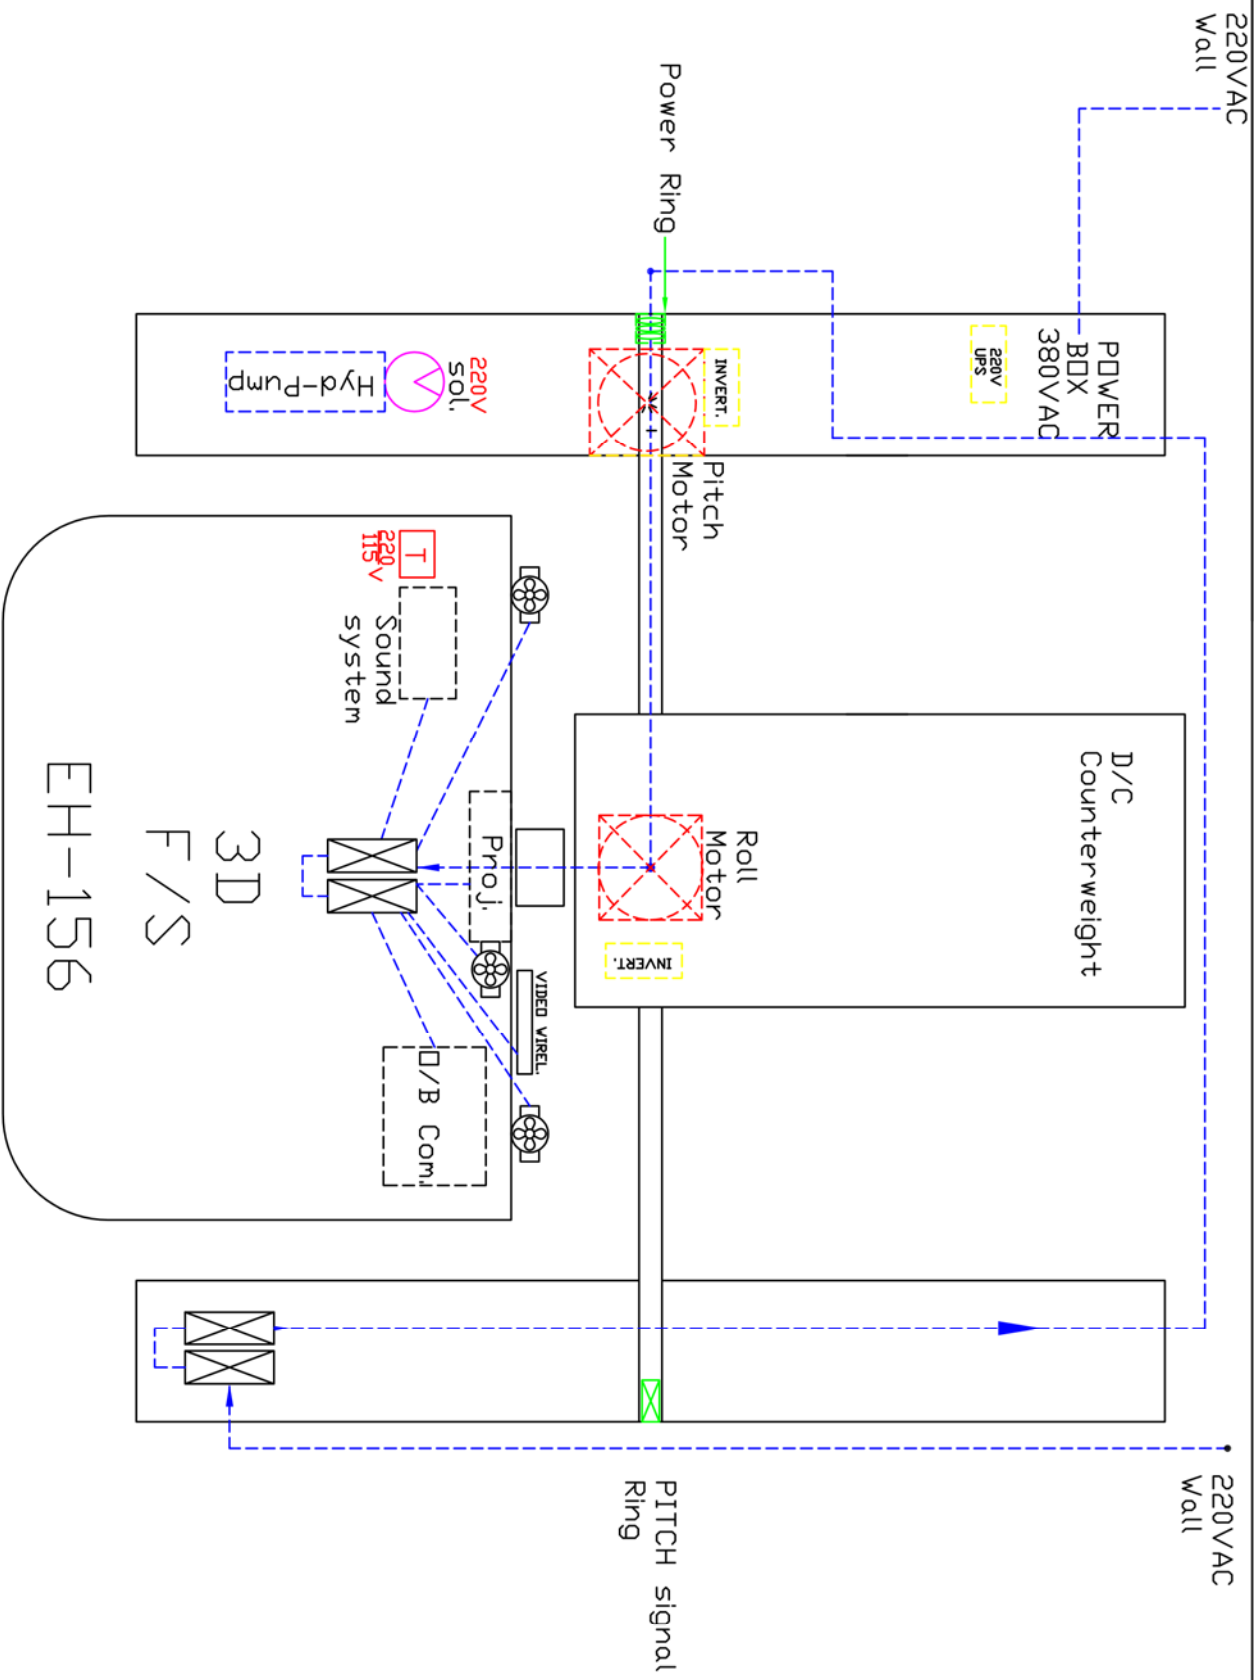 220VAC
Wall
POWER
BOX
380VAC
220V
UPS
Power Ring
INVERT.
Pitch
Motor
220V
sol.
Hyd-Pump
D/C
Counterweight
Roll
Motor
INVERT.
T
220
115V
Sound
system
Proj.
VIDEO WIREL.
O/B Com.
3D
F/S
EH-156
220VAC
Wall
PITCH signal
Ring